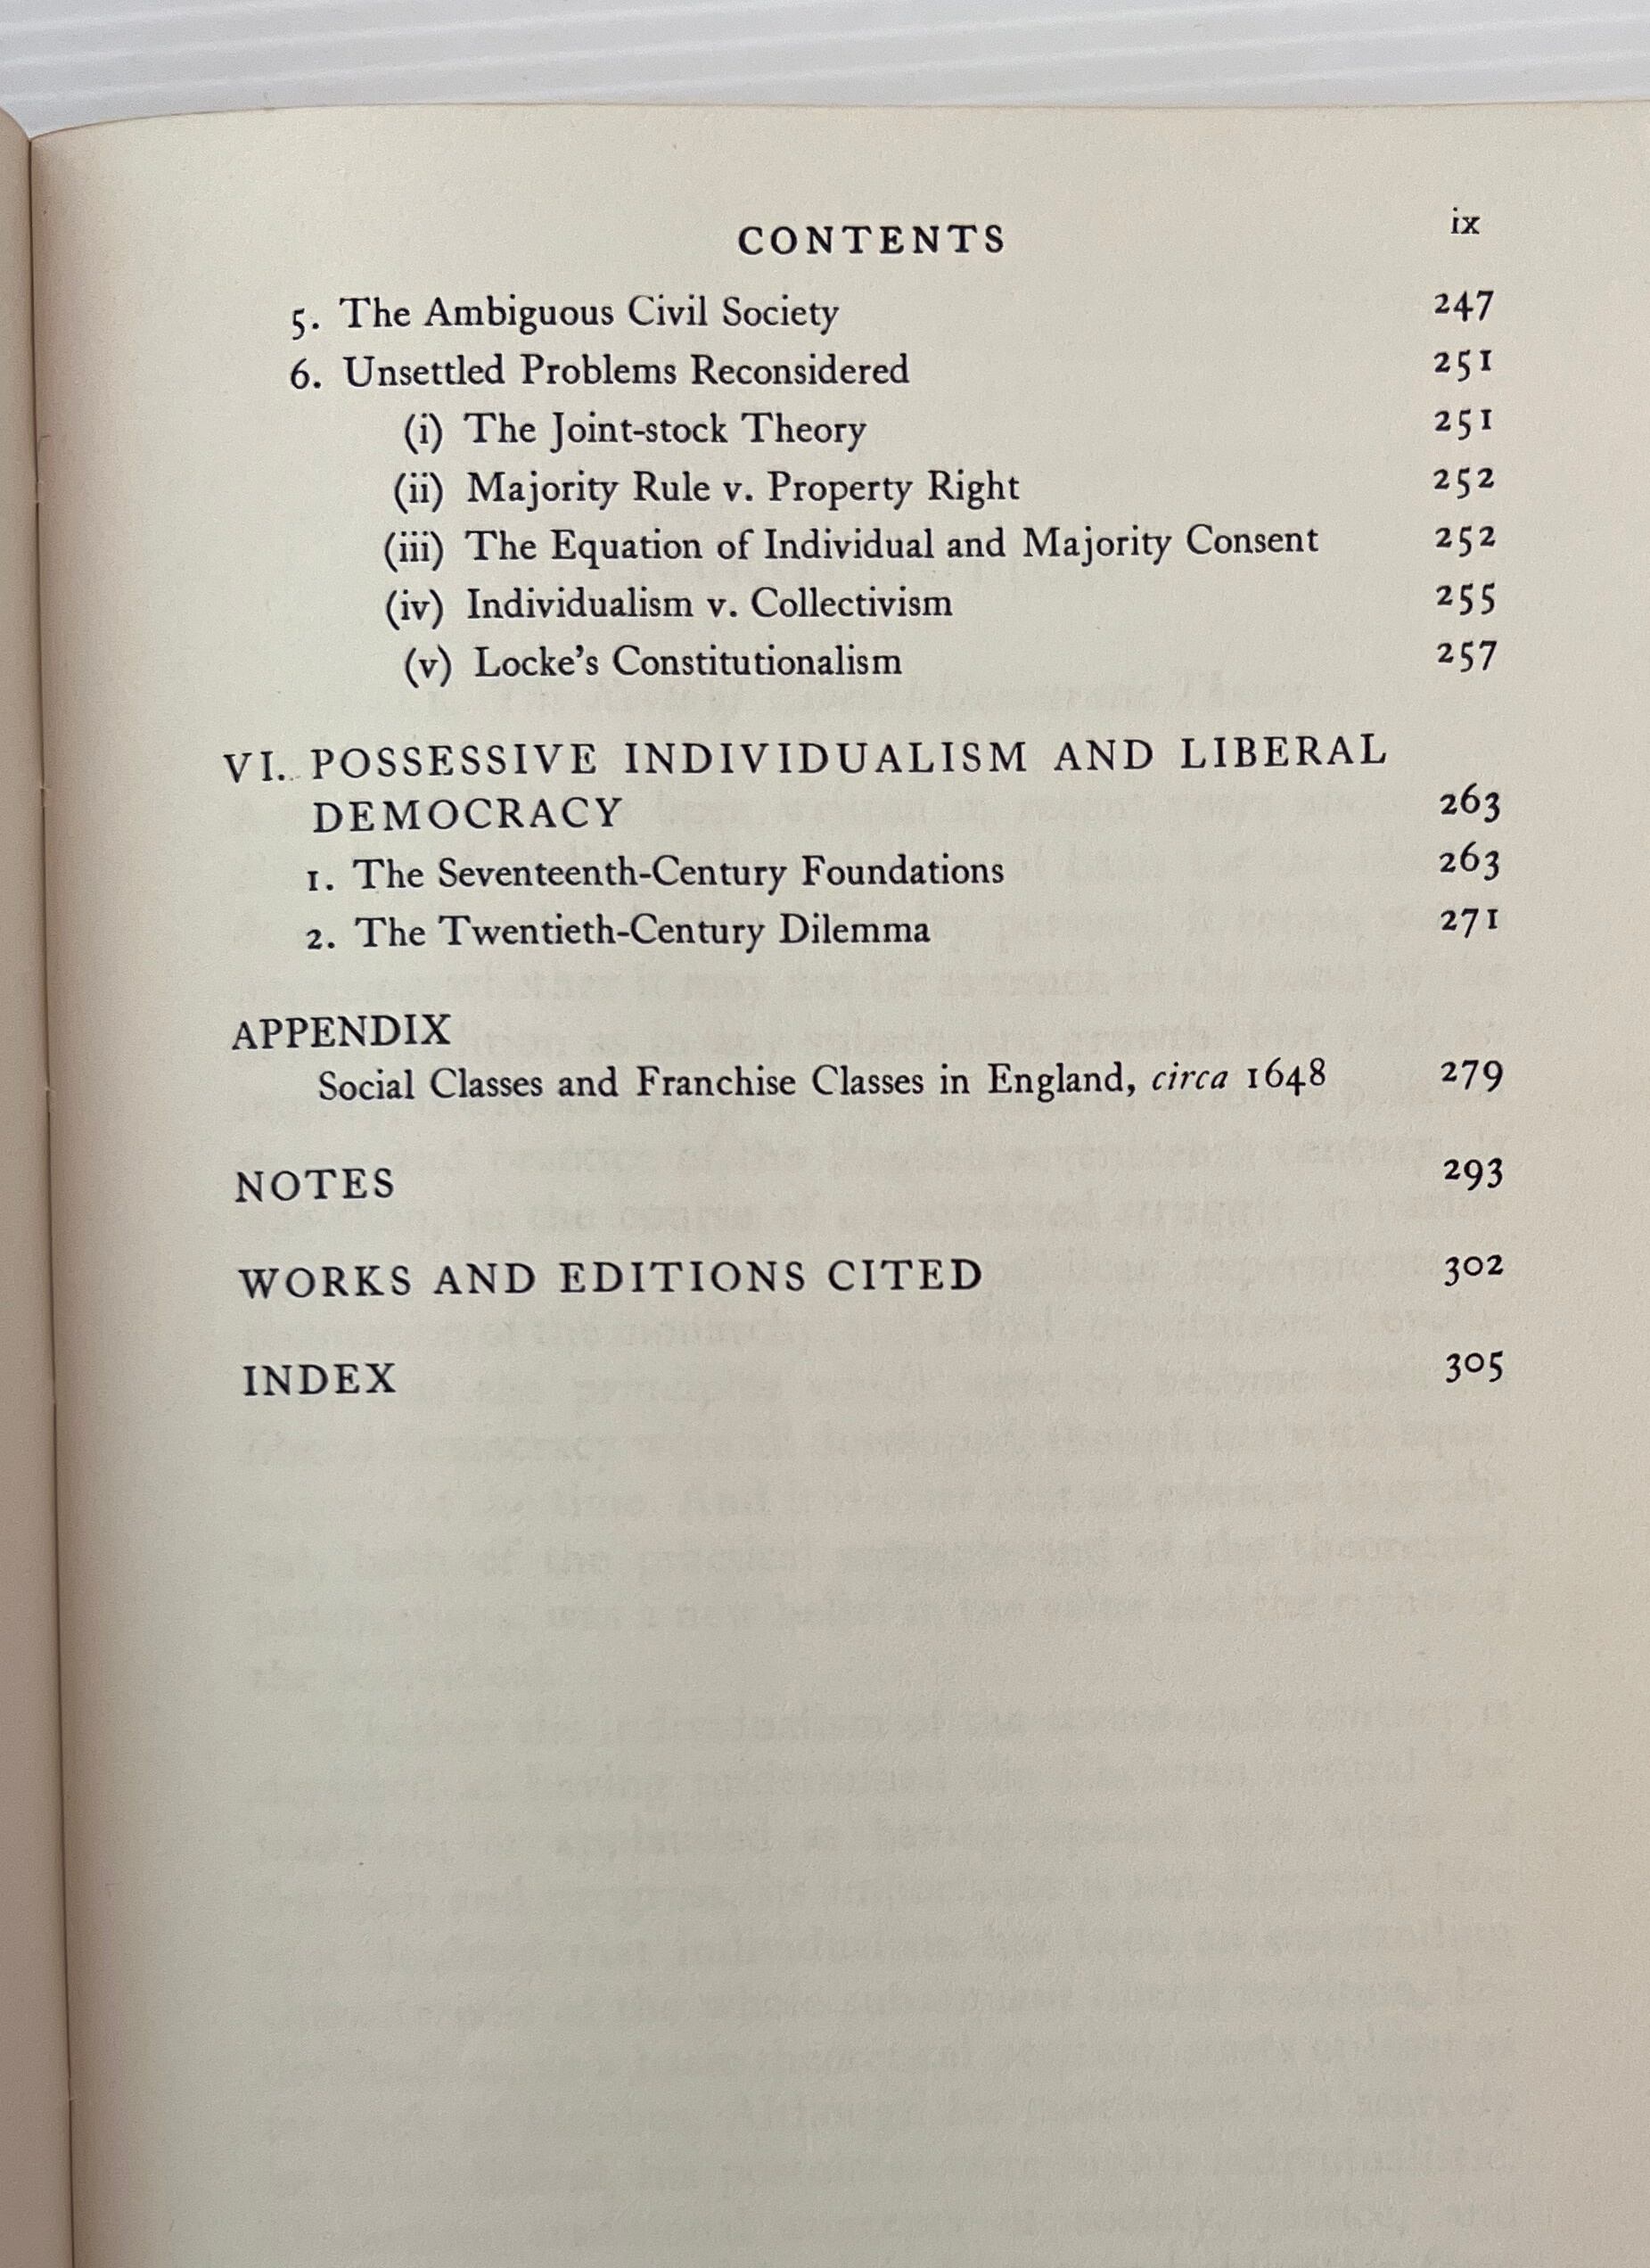 CONTENTS ix
5. The Ambiguous Civil Society 247
6. Unsettled Problems Reconsidered 251
(i) The Joint-stock Theory 251
(ii) Majority Rule v. Property Right 252
(iii) The Equation of Individual and Majority Consent 252
(iv) Individualism v. Collectivism 255
(v) Locke's Constitutionalism 257
VI. POSSESSIVE INDIVIDUALISM AND LIBERAL
DEMOCRACY 263
1. The Seventeenth-Century Foundations 263
2. The Twentieth-Century Dilemma 271
APPENDIX
Social Classes and Franchise Classes in England, circa 1648 279
NOTES 293
WORKS AND EDITIONS CITED 302
INDEX 305